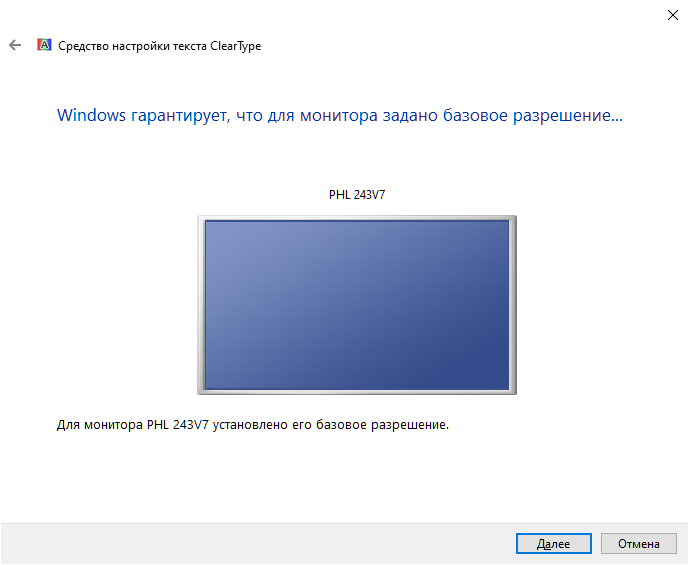 Средство настройки текста ClearType
Windows гарантирует, что для монитора задано базовое разрешение...
PHL 243V7
Для монитора PHL 243V7 установлено его базовое разрешение.
Далее
Отмена